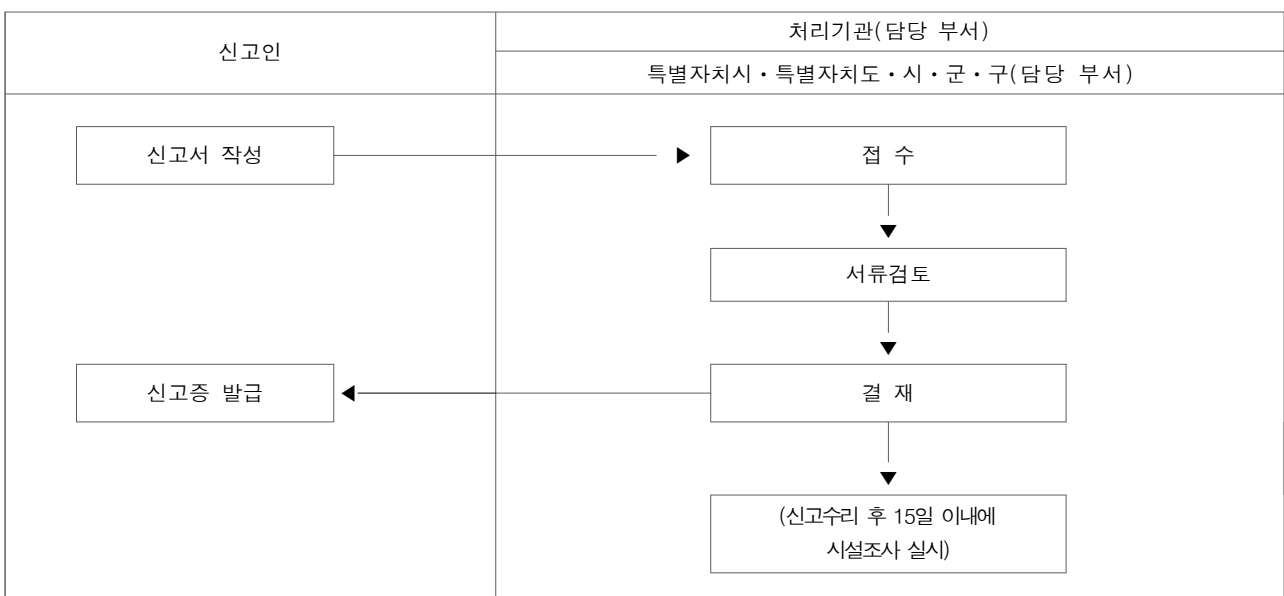 신고인
처리기관(담당 부서)
특별자치시・특별자치도・시・군・구(담당 부서)
신고서 작성
접 수
서류검토
신고증 발급
결 재
(신고수리 후 15일 이내에
시설조사 실시)